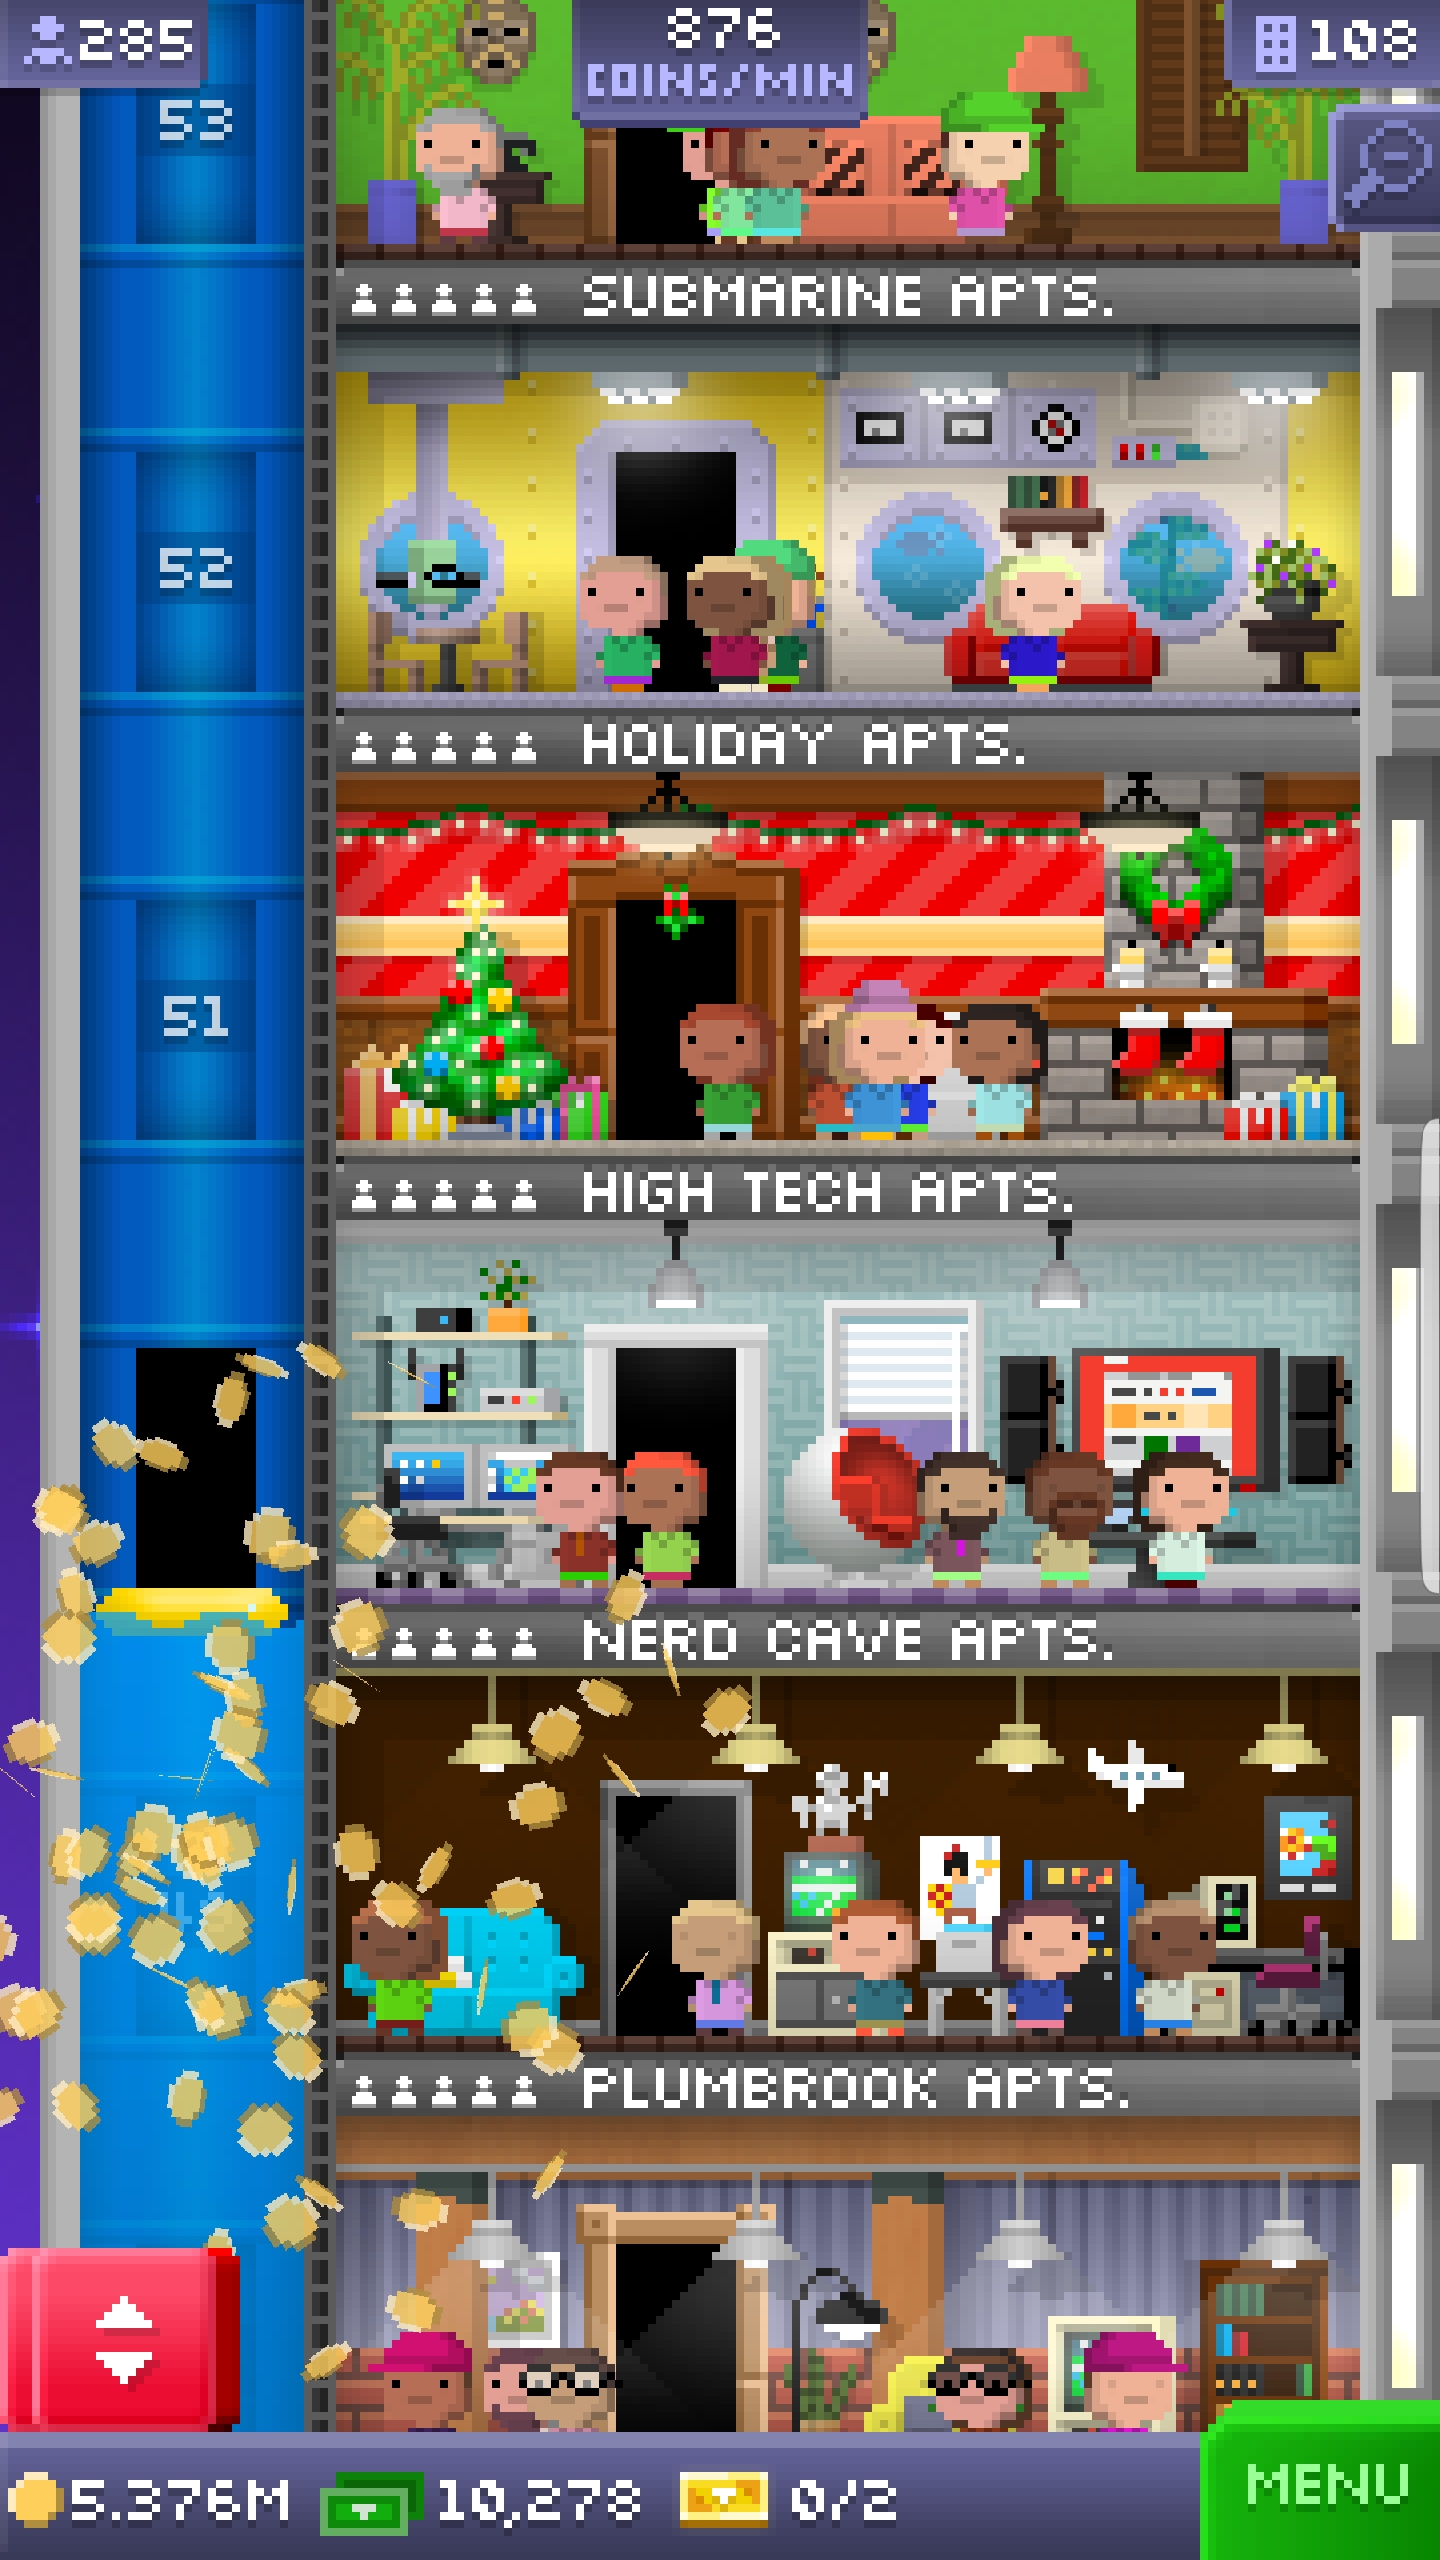 285
876
COINS/MIN
108
53
SUBMARINE APTS.
52
HOLIDAY APTS.
51
HIGH TECH APTS.
NERD CAVE APTS.
PLUMBROOK APTS.
5.376M
10,278
0/2
MENU